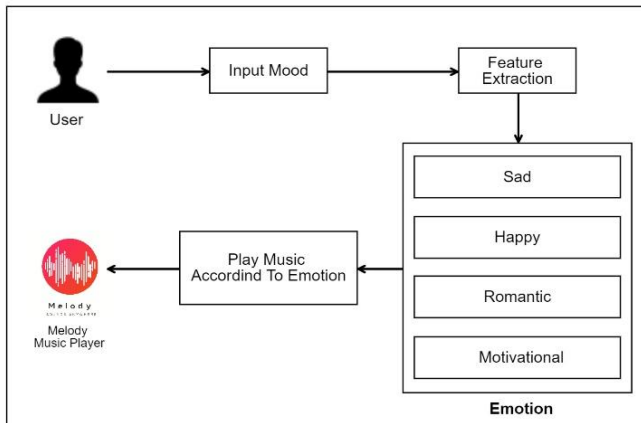 Input Mood
Feature
Extraction
User
Sad
Happy
Romantic
Motivational
Emotion
Play Music
Accordind To Emotion
Melody
Melody
Music Player